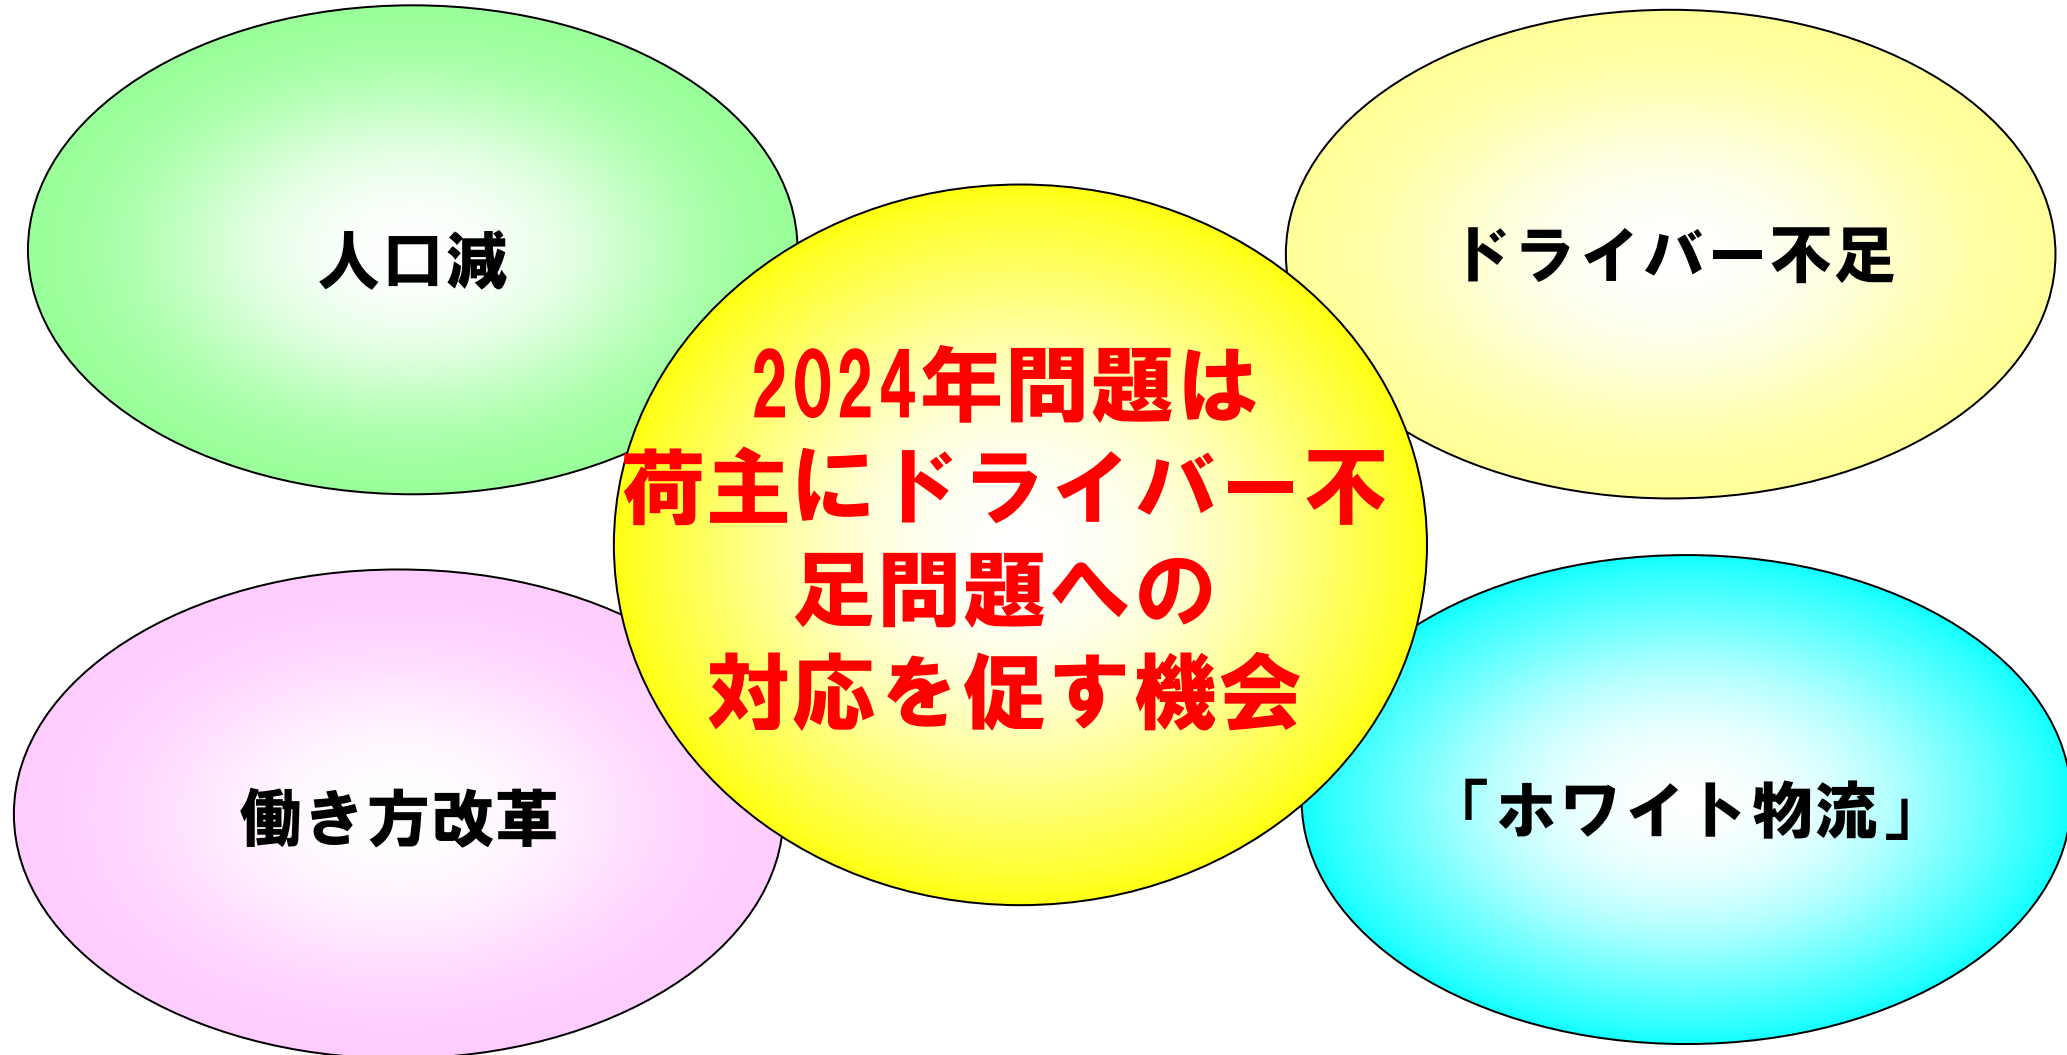 人口減
ドライバー不足
2024年問題は
荷主にドライバー不
足問題への
対応を促す機会
働き方改革
「ホワイト物流」